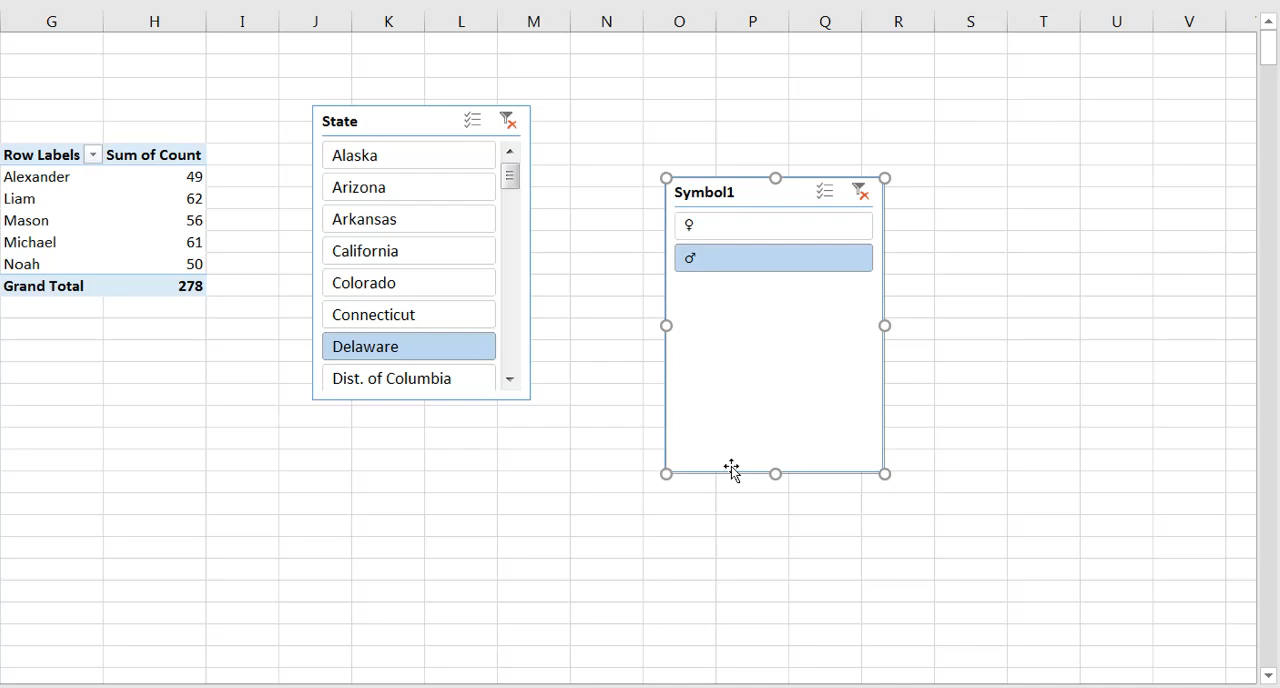 G H I J K L M N O P Q R S T U V
Row Labels Sum of Count
Alexander 49
Liam 62
Mason 56
Michael 61
Noah 50
Grand Total 278
State
Alaska
Arizona
Arkansas
California
Colorado
Connecticut
Delaware
Dist. of Columbia
Symbol1
♀
♂